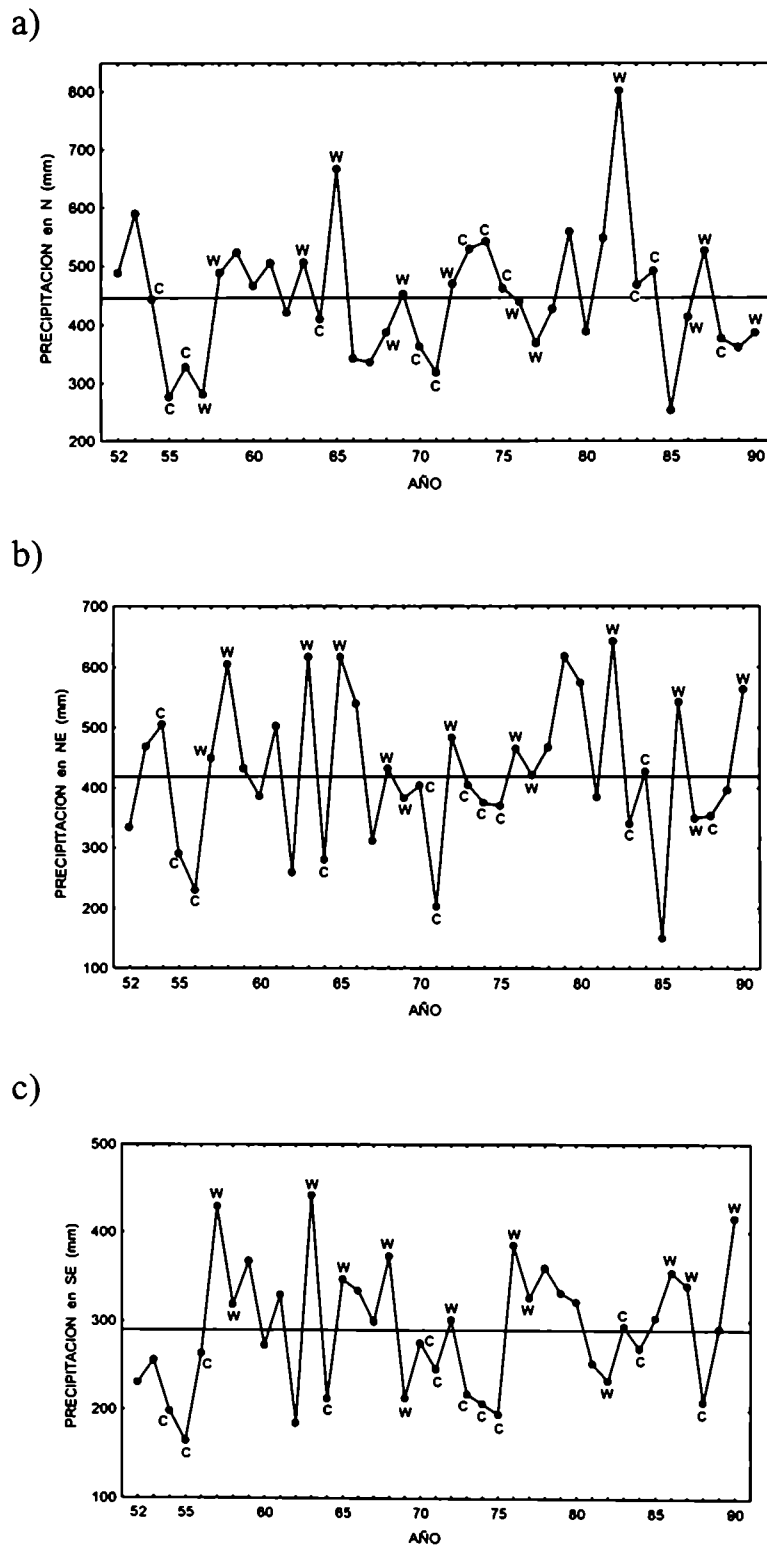 a)
PRECIPITACION en N (mm)
800
700
600
500
400
300
200
C
C
C
W
W
W
C
W
W
W
C
C
W
C
C
C
W
W
W
C
C
W
W
C
W
52 55 60 65 70 75 80 85 90
AÑO
b)
PRECIPITACION en NE (mm)
700
600
500
400
300
200
100
C
C
C
W
W
W
C
W
W
W
C
C
W
C
C
C
W
W
W
C
C
W
W
C
W
52 55 60 65 70 75 80 85 90
AÑO
c)
PRECIPITACION en SE (mm)
500
400
300
200
100
C
C
C
W
W
W
C
W
W
W
C
C
W
C
C
C
W
W
W
C
C
W
W
C
W
52 55 60 65 70 75 80 85 90
AÑO